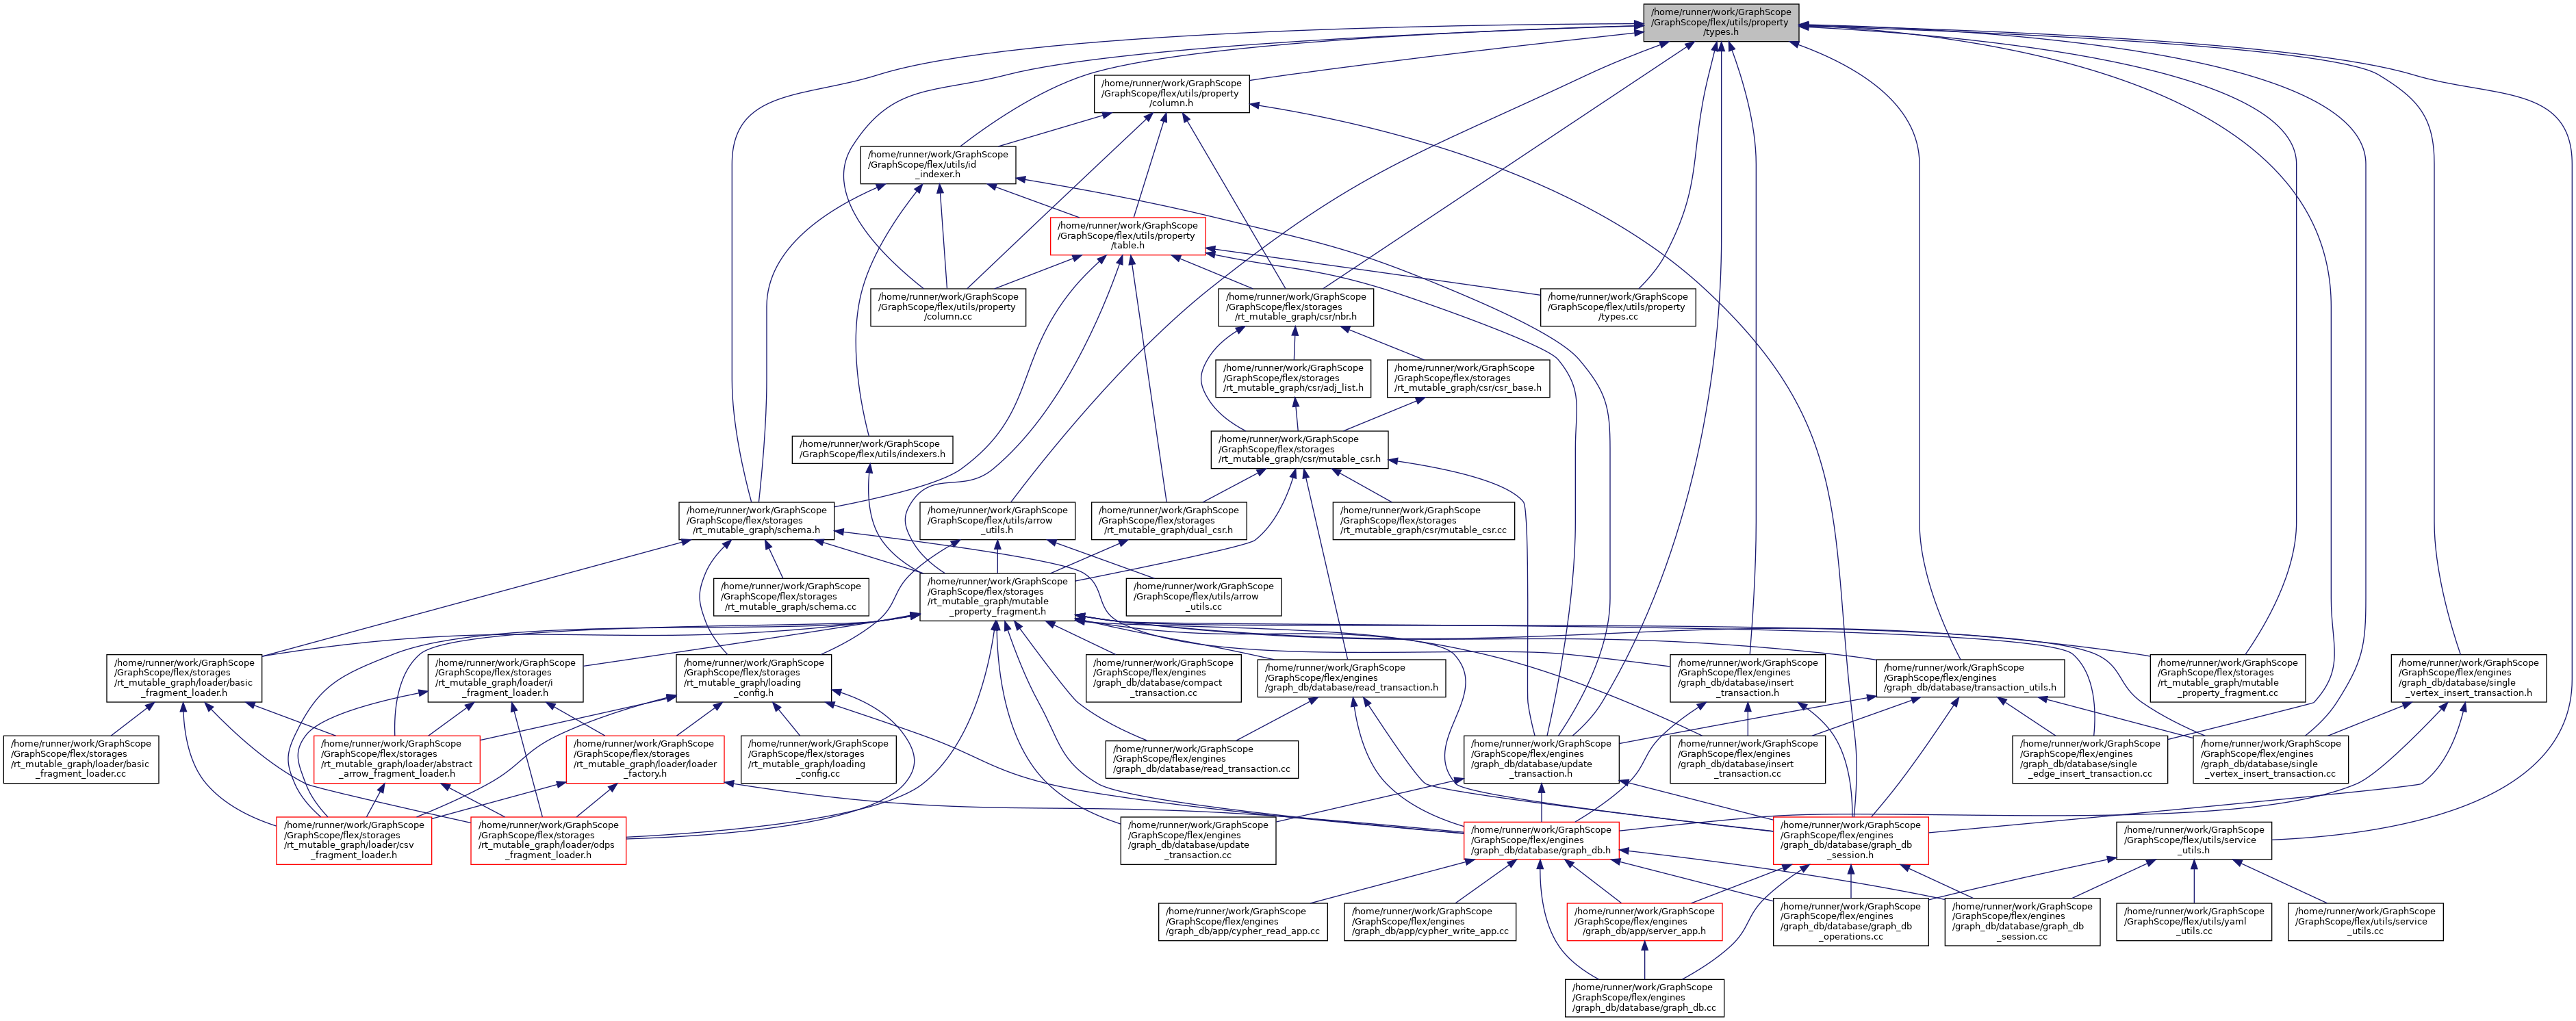 /home/runner/work/GraphScope
/GraphScope/flex/utils/property
/types.h
/home/runner/work/GraphScope
/GraphScope/flex/utils/property
/column.h
/home/runner/work/GraphScope
/GraphScope/flex/utils/id
_indexer.h
/home/runner/work/GraphScope
/GraphScope/flex/utils/property
/table.h
/home/runner/work/GraphScope
/GraphScope/flex/utils/property
/column.cc
/home/runner/work/GraphScope
/GraphScope/flex/storages
/rt_mutable_graph/csr/nbr.h
/home/runner/work/GraphScope
/GraphScope/flex/utils/property
/types.cc
/home/runner/work/GraphScope
/GraphScope/flex/storages
/rt_mutable_graph/csr/adj_list.h
/home/runner/work/GraphScope
/GraphScope/flex/storages
/rt_mutable_graph/csr/csr_base.h
/home/runner/work/GraphScope
/GraphScope/flex/utils/indexers.h
/home/runner/work/GraphScope
/GraphScope/flex/storages
/rt_mutable_graph/csr/mutable_csr.h
/home/runner/work/GraphScope
/GraphScope/flex/storages
/rt_mutable_graph/schema.h
/home/runner/work/GraphScope
/GraphScope/flex/utils/arrow
_utils.h
/home/runner/work/GraphScope
/GraphScope/flex/storages
/rt_mutable_graph/dual_csr.h
/home/runner/work/GraphScope
/GraphScope/flex/storages
/rt_mutable_graph/csr/mutable_csr.cc
/home/runner/work/GraphScope
/GraphScope/flex/storages
/rt_mutable_graph/schema.cc
/home/runner/work/GraphScope
/GraphScope/flex/storages
/rt_mutable_graph/mutable
_property_fragment.h
/home/runner/work/GraphScope
/GraphScope/flex/utils/arrow
_utils.cc
/home/runner/work/GraphScope
/GraphScope/flex/storages
/rt_mutable_graph/loader/basic
_fragment_loader.h
/home/runner/work/GraphScope
/GraphScope/flex/storages
/rt_mutable_graph/loader/i
_fragment_loader.h
/home/runner/work/GraphScope
/GraphScope/flex/storages
/rt_mutable_graph/loading
_config.h
/home/runner/work/GraphScope
/GraphScope/flex/engines
/graph_db/database/compact
_transaction.cc
/home/runner/work/GraphScope
/GraphScope/flex/engines
/graph_db/database/read_transaction.h
/home/runner/work/GraphScope
/GraphScope/flex/engines
/graph_db/database/insert
_transaction.h
/home/runner/work/GraphScope
/GraphScope/flex/engines
/graph_db/database/transaction_utils.h
/home/runner/work/GraphScope
/GraphScope/flex/storages
/rt_mutable_graph/mutable
_property_fragment.cc
/home/runner/work/GraphScope
/GraphScope/flex/engines
/graph_db/database/single
_vertex_insert_transaction.h
/home/runner/work/GraphScope
/GraphScope/flex/storages
/rt_mutable_graph/loader/basic
_fragment_loader.cc
/home/runner/work/GraphScope
/GraphScope/flex/storages
/rt_mutable_graph/loader/abstract
_arrow_fragment_loader.h
/home/runner/work/GraphScope
/GraphScope/flex/storages
/rt_mutable_graph/loader/loader
_factory.h
/home/runner/work/GraphScope
/GraphScope/flex/storages
/rt_mutable_graph/loading
_config.cc
/home/runner/work/GraphScope
/GraphScope/flex/engines
/graph_db/database/read_transaction.cc
/home/runner/work/GraphScope
/GraphScope/flex/engines
/graph_db/database/update
_transaction.h
/home/runner/work/GraphScope
/GraphScope/flex/engines
/graph_db/database/insert
_transaction.cc
/home/runner/work/GraphScope
/GraphScope/flex/engines
/graph_db/database/single
_edge_insert_transaction.cc
/home/runner/work/GraphScope
/GraphScope/flex/engines
/graph_db/database/single
_vertex_insert_transaction.cc
/home/runner/work/GraphScope
/GraphScope/flex/storages
/rt_mutable_graph/loader/csv
_fragment_loader.h
/home/runner/work/GraphScope
/GraphScope/flex/storages
/rt_mutable_graph/loader/odps
_fragment_loader.h
/home/runner/work/GraphScope
/GraphScope/flex/engines
/graph_db/database/update
_transaction.cc
/home/runner/work/GraphScope
/GraphScope/flex/engines
/graph_db/database/graph_db.h
/home/runner/work/GraphScope
/GraphScope/flex/engines
/graph_db/database/graph_db
_session.h
/home/runner/work/GraphScope
/GraphScope/flex/utils/service
_utils.h
/home/runner/work/GraphScope
/GraphScope/flex/engines
/graph_db/app/cypher_read_app.cc
/home/runner/work/GraphScope
/GraphScope/flex/engines
/graph_db/app/cypher_write_app.cc
/home/runner/work/GraphScope
/GraphScope/flex/engines
/graph_db/app/server_app.h
/home/runner/work/GraphScope
/GraphScope/flex/engines
/graph_db/database/graph_db
_operations.cc
/home/runner/work/GraphScope
/GraphScope/flex/engines
/graph_db/database/graph_db
_session.cc
/home/runner/work/GraphScope
/GraphScope/flex/utils/yaml
_utils.cc
/home/runner/work/GraphScope
/GraphScope/flex/utils/service
_utils.cc
/home/runner/work/GraphScope
/GraphScope/flex/engines
/graph_db/database/graph_db.cc